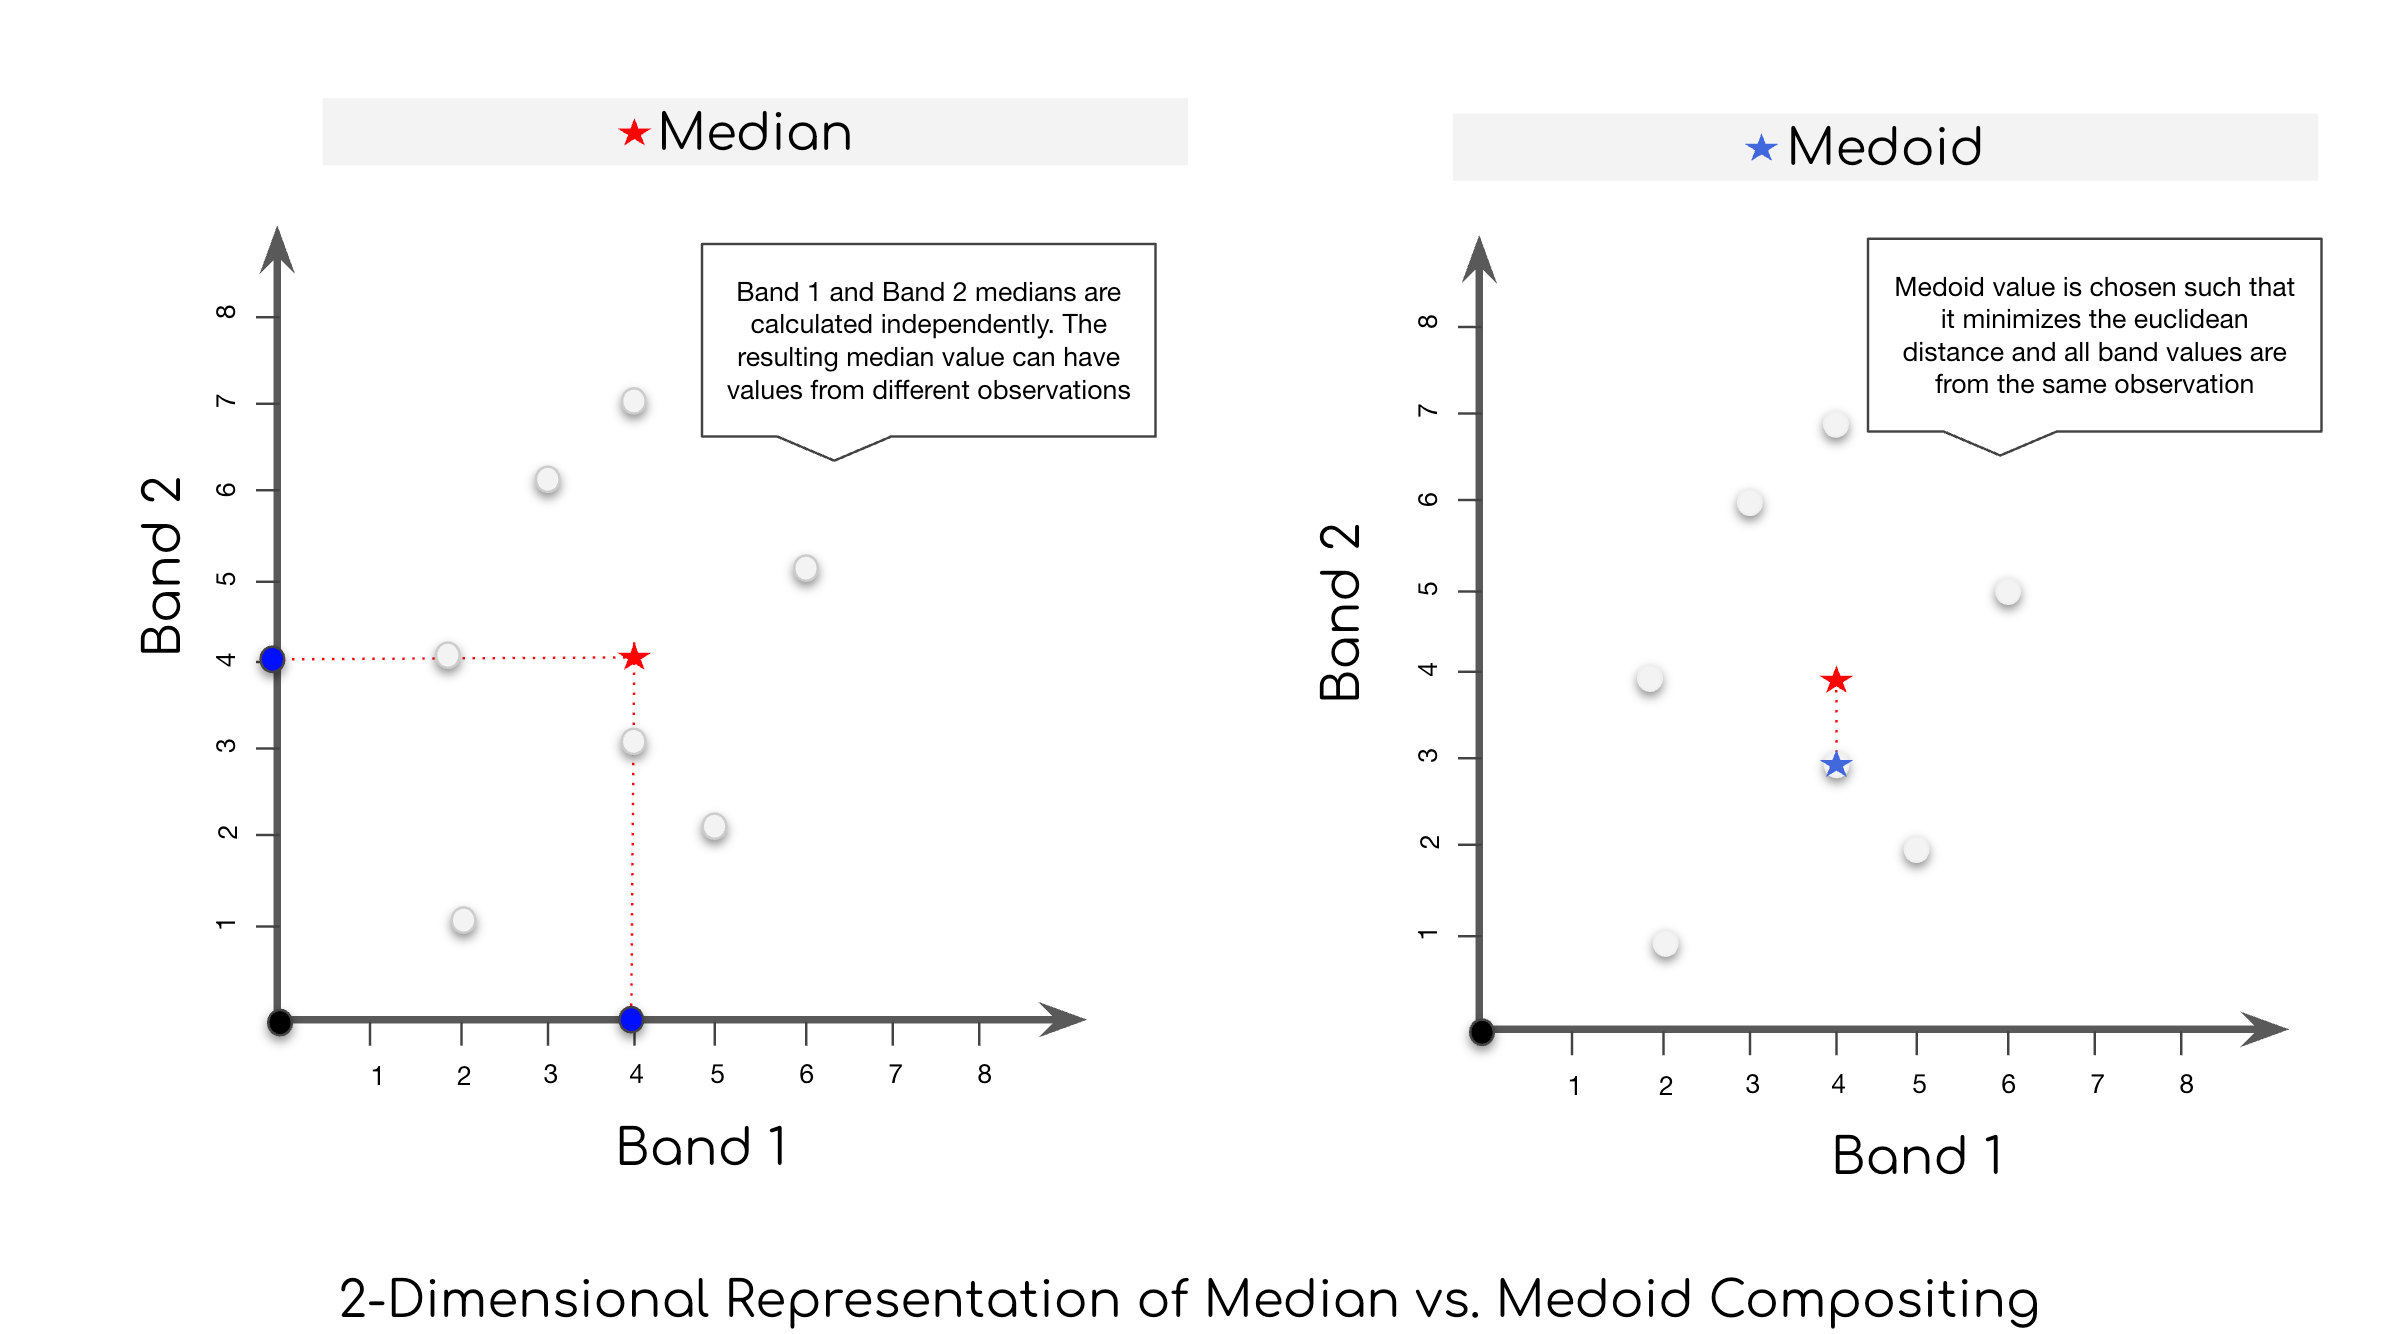 ★Median
Band 1 and Band 2 medians are
calculated independently. The
resulting median value can have
values from different observations
8
7
6
5
4
3
2
1
Band 2
1 2 3 4 5 6 7 8
Band 1
★Medoid
Medoid value is chosen such that
it minimizes the euclidean
distance and all band values are
from the same observation
8
7
6
5
4
3
2
1
Band 2
1 2 3 4 5 6 7 8
Band 1
2-Dimensional Representation of Median vs. Medoid Compositing